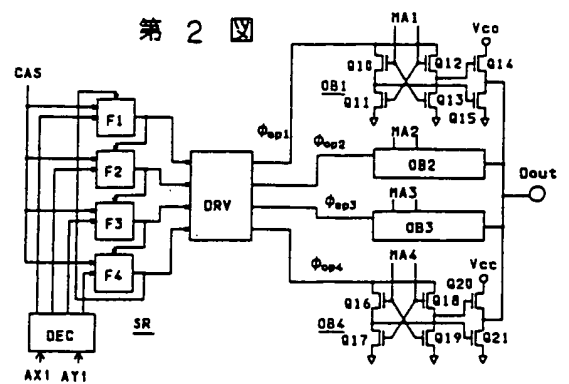 第 2 図
CAS
F1
F2
F3
F4
DEC
SR
AX1 AY1
DRV
φop1
φop2
φop3
φop4
MA1
Q10
Q12
Vcc
Q14
OB1
Q11
Q13
Q15
MA2
OB2
Dout
MA3
OB3
MA4
Vcc
Q20
Q16
Q18
OB4
Q17
Q19
Q21